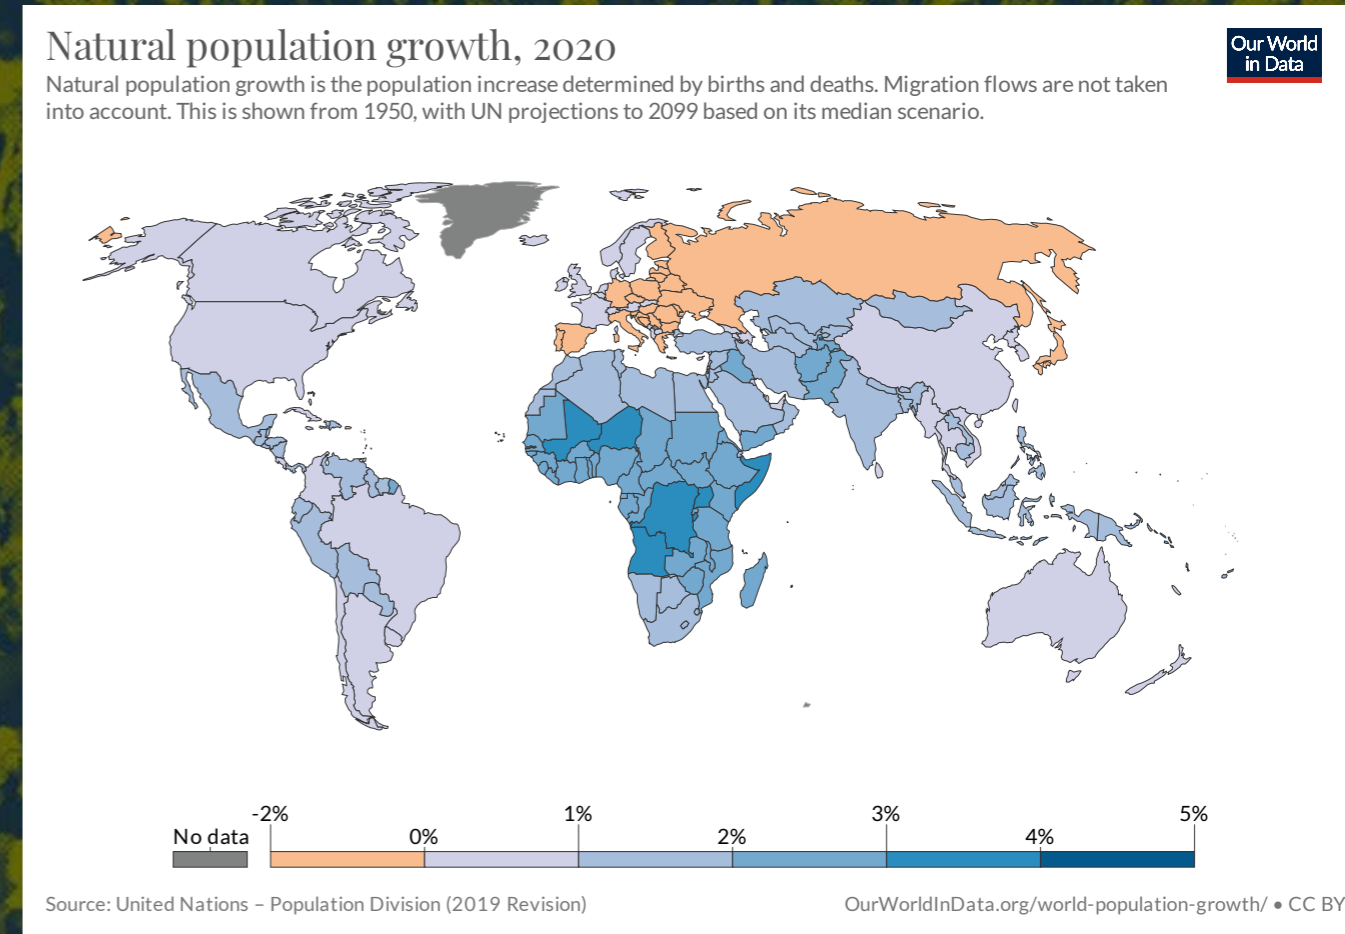 Natural population growth, 2020
Our World
in Data
Natural population growth is the population increase determined by births and deaths. Migration flows are not taken
into account. This is shown from 1950, with UN projections to 2099 based on its median scenario.
-2% 1% 3% 5%
No data 0% 2% 4%
Source: United Nations – Population Division (2019 Revision)
OurWorldInData.org/world-population-growth/ • CC BY